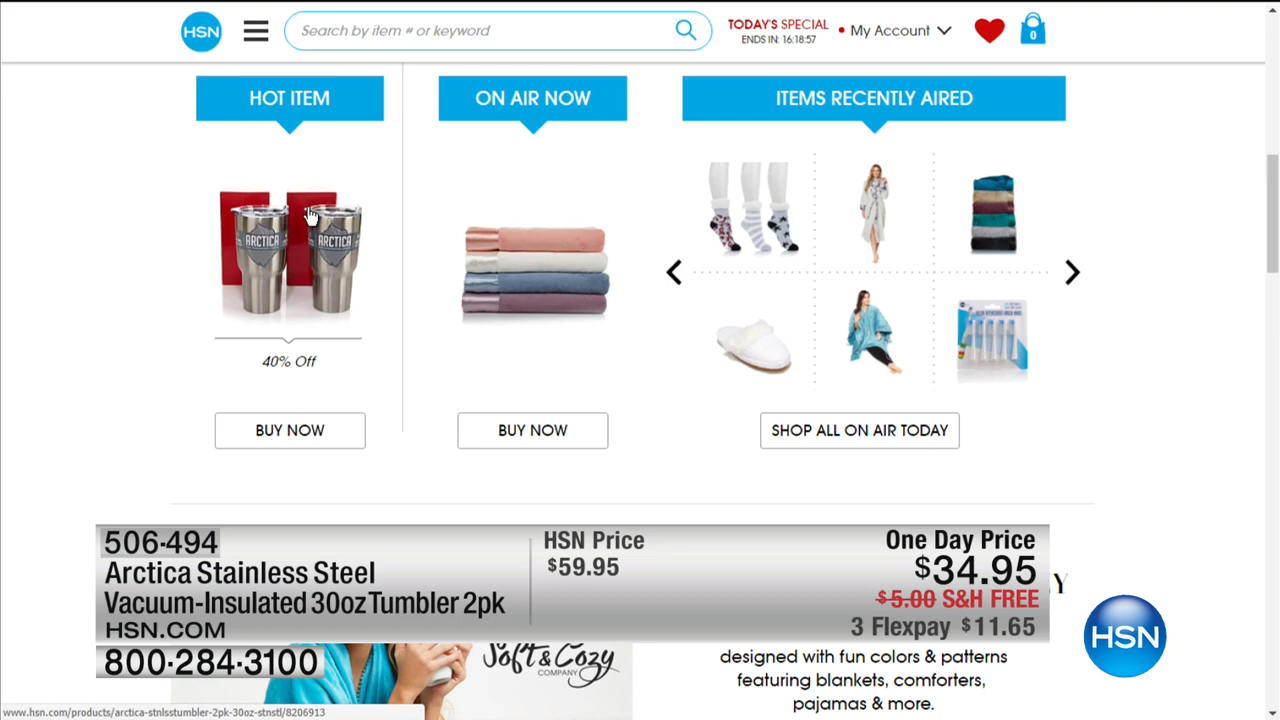 HSN
Search by item # or keyword
TODAY'S SPECIAL
ENDS IN: 16:18:57
My Account
0
HOT ITEM
ON AIR NOW
ITEMS RECENTLY AIRED
ARCTICA
ARCTICA
40% Off
BUY NOW
BUY NOW
SHOP ALL ON AIR TODAY
506-494
Arctica Stainless Steel
Vacuum-Insulated 30oz Tumbler 2pk
HSN.COM
800-284-3100
HSN Price
$59.95
One Day Price
$34.95
$5.00 S&H FREE
3 Flexpay $11.65
Y
HSN
Soft & Cozy
COMPANY
designed with fun colors & patterns
featuring blankets, comforters,
pajamas & more.
www.hsn.com/products/arctica-stnlsstumbler-2pk-30oz-stnstl/8206913